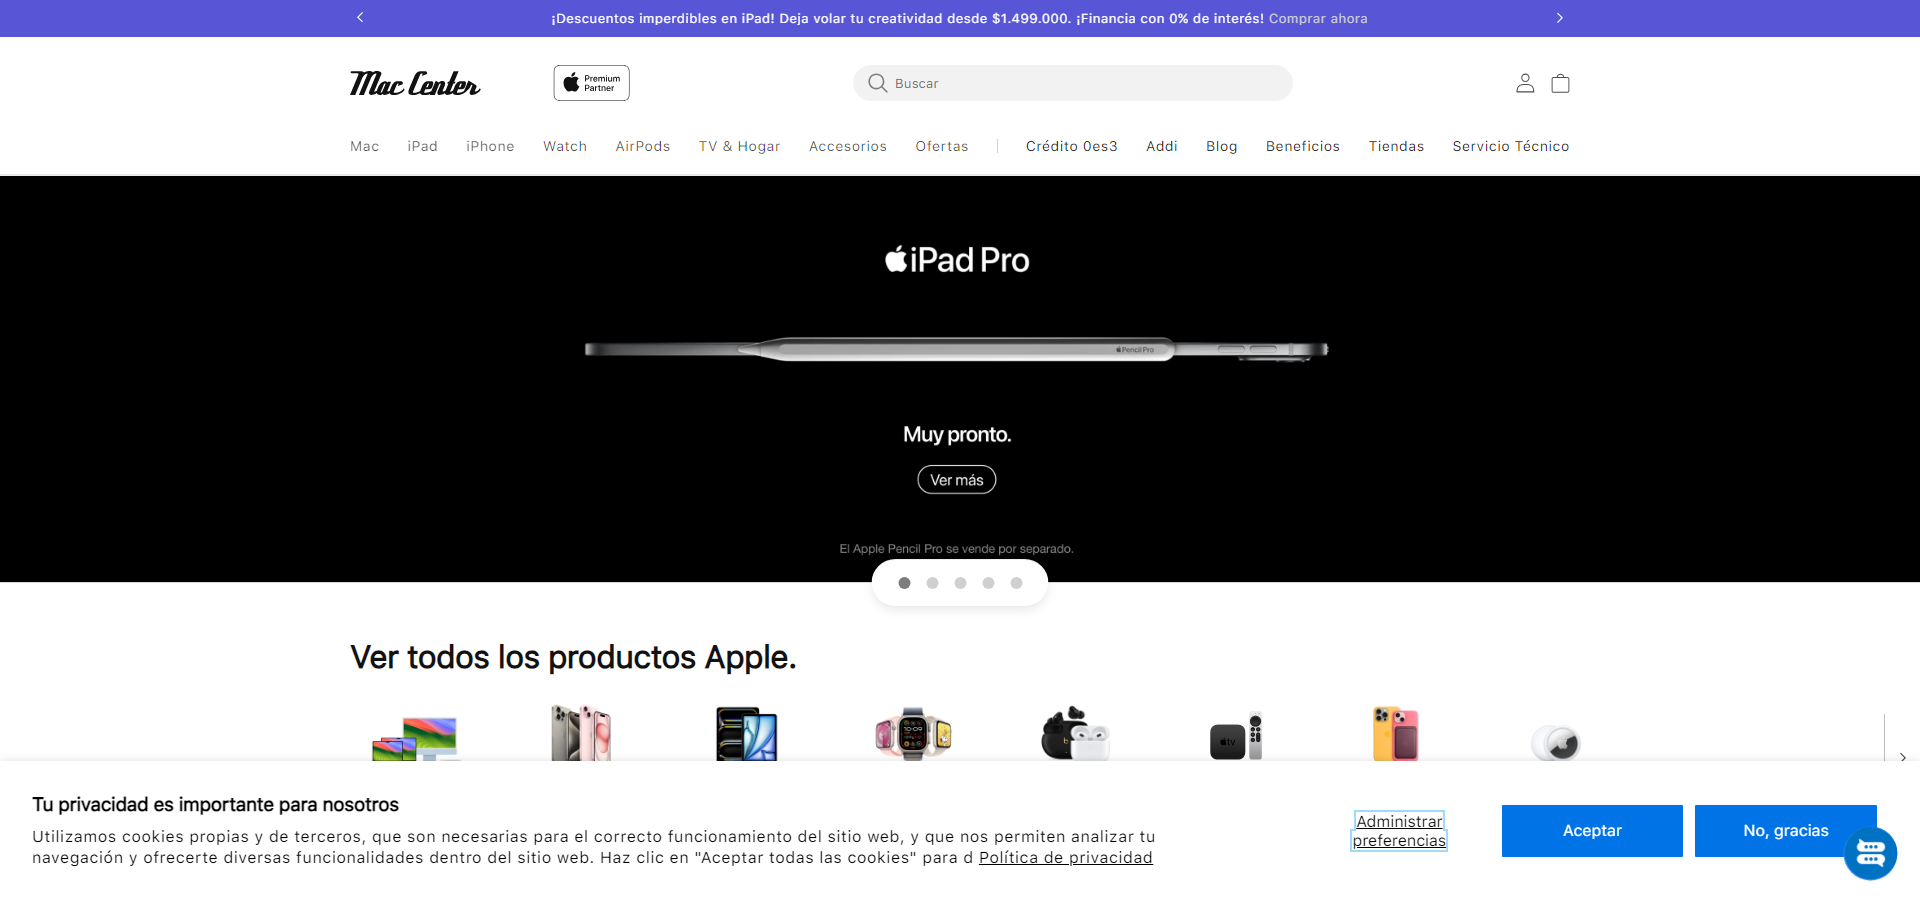 ¡Descuentos imperdibles en iPad! Deja volar tu creatividad desde $1.499.000. ¡Financia con 0% de interés! Comprar ahora
Mac Center
Premium
Partner
Buscar
Mac iPad iPhone Watch AirPods TV & Hogar Accesorios Ofertas Crédito 0es3 Addi Blog Beneficios Tiendas Servicio Técnico
iPad Pro
Pencil Pro
Muy pronto.
Ver más
El Apple Pencil Pro se vende por separado.
Ver todos los productos Apple.
10:09
tv
Tu privacidad es importante para nosotros
Utilizamos cookies propias y de terceros, que son necesarias para el correcto funcionamiento del sitio web, y que nos permiten analizar tu
navegación y ofrecerte diversas funcionalidades dentro del sitio web. Haz clic en "Aceptar todas las cookies" para d Política de privacidad
Administrar
preferencias
Aceptar
No, gracias